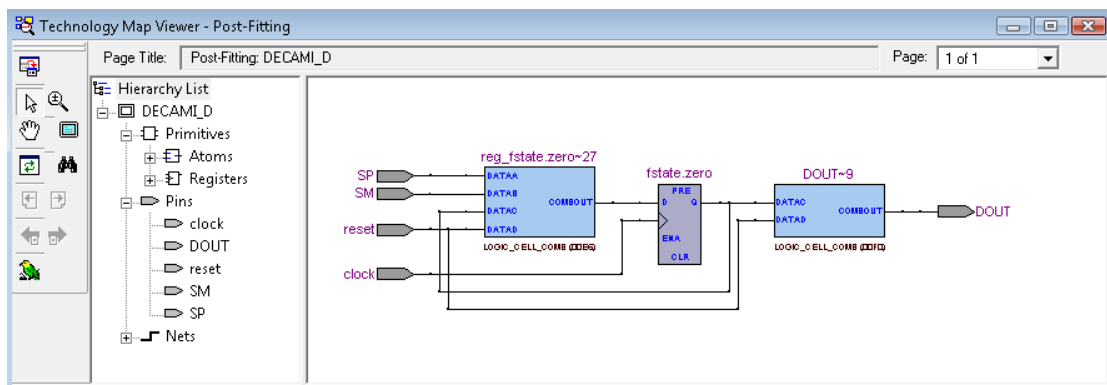 Technology Map Viewer - Post-Fitting
Page Title: Post-Fitting: DECAMI_D Page: 1 of 1
Hierarchy List
DECAMI_D
Primitives
Atoms
Registers
Pins
clock
DOUT
reset
SM
SP
Nets
reg_fstate.zero~27
SP
SM
reset
clock
DATAA
DATAB
DATAC
DATAD
COMBOUT
LOGIC_CELL_COMB (DDE6)
fstate.zero
PRE
D Q
ENA
CLR
DOUT~9
DATAC
DATAD
COMBOUT
DOUT